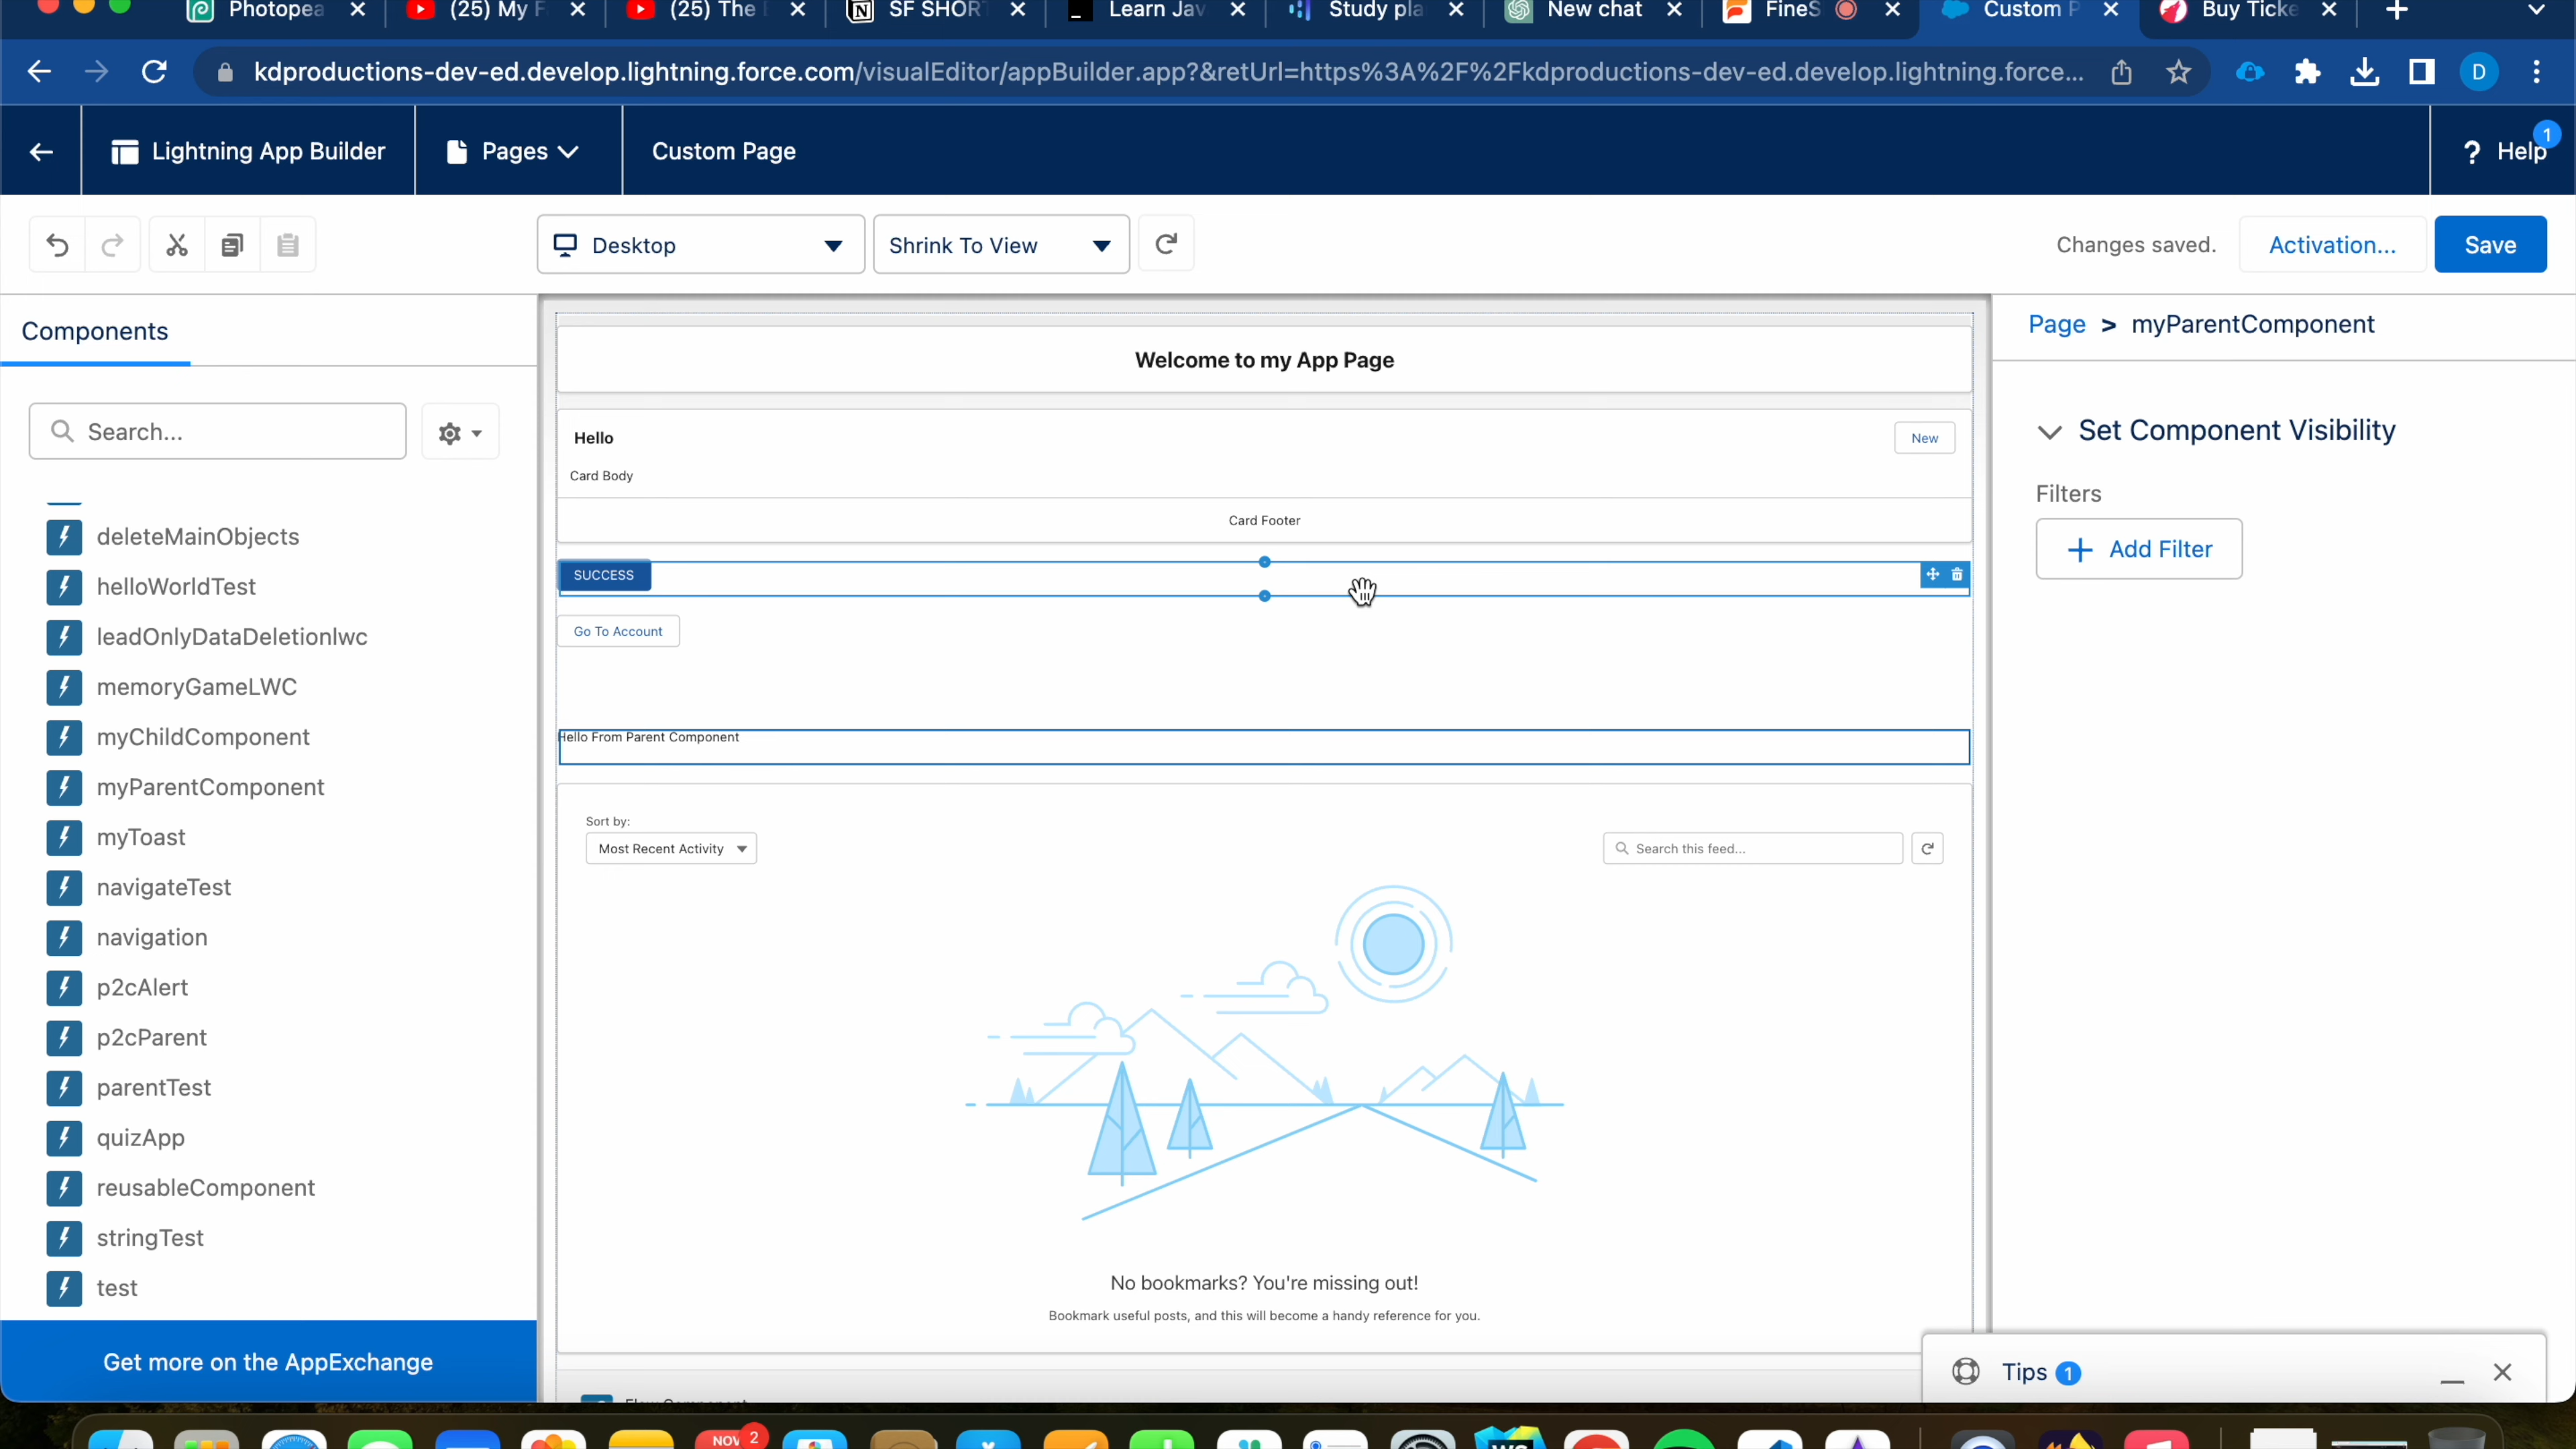 Photopea
(25) My F
(25) The
SF SHORT
Learn Jav
Study pla
New chat
FineS
Custom P
Buy Ticke
kdproductions-dev-ed.develop.lightning.force.com/visualEditor/appBuilder.app?&retUrl=https%3A%2F%2Fkdproductions-dev-ed.develop.lightning.force...
D
Lightning App Builder
Pages
Custom Page
? Help
1
Desktop
Shrink To View
Changes saved.
Activation...
Save
Components
Search...
deleteMainObjects
helloWorldTest
leadOnlyDataDeletionlwc
memoryGameLWC
myChildComponent
myParentComponent
myToast
navigateTest
navigation
p2cAlert
p2cParent
parentTest
quizApp
reusableComponent
stringTest
test
Get more on the AppExchange
Welcome to my App Page
Hello
New
Card Body
Card Footer
SUCCESS
Go To Account
Hello From Parent Component
Sort by:
Most Recent Activity
Search this feed...
No bookmarks? You're missing out!
Bookmark useful posts, and this will become a handy reference for you.
Page > myParentComponent
Set Component Visibility
Filters
+ Add Filter
Tips 1
NOV 2